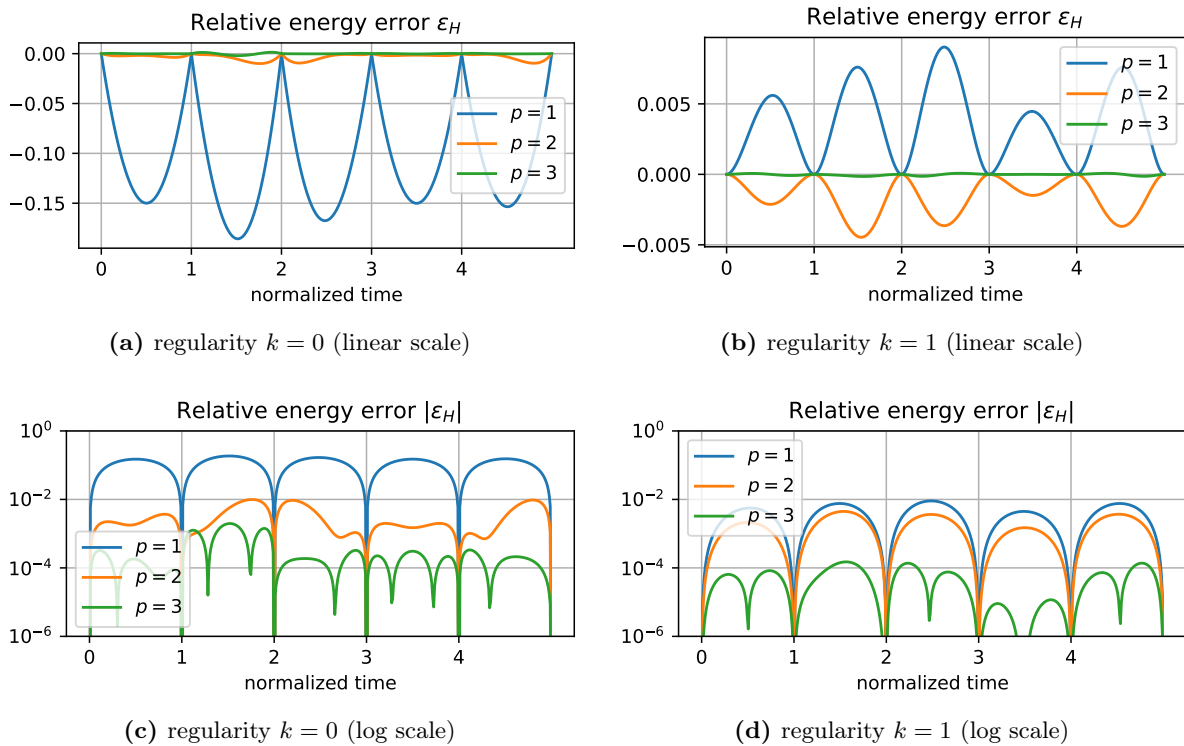 Relative energy error ε_H
0.00
−0.05
−0.10
−0.15
p = 1
p = 2
p = 3
0 1 2 3 4
normalized time
(a) regularity k = 0 (linear scale)
Relative energy error ε_H
0.005
0.000
−0.005
p = 1
p = 2
p = 3
0 1 2 3 4
normalized time
(b) regularity k = 1 (linear scale)
Relative energy error |ε_H|
10⁰
10⁻²
10⁻⁴
10⁻⁶
p = 1
p = 2
p = 3
0 1 2 3 4
normalized time
(c) regularity k = 0 (log scale)
Relative energy error |ε_H|
10⁰
10⁻²
10⁻⁴
10⁻⁶
p = 1
p = 2
p = 3
0 1 2 3 4
normalized time
(d) regularity k = 1 (log scale)